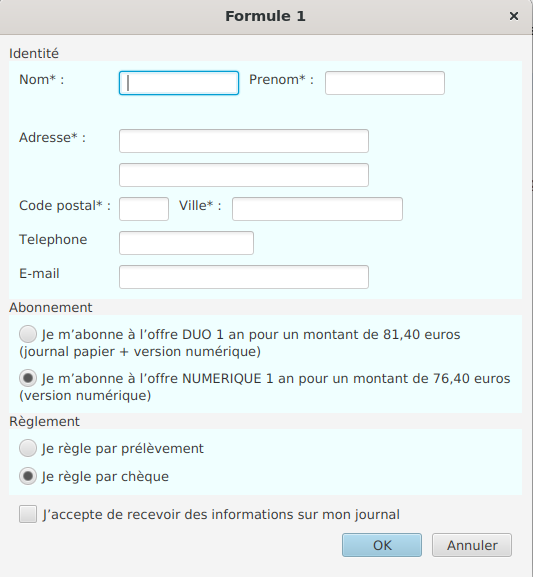 Formule 1
Identité
Nom* :
Prenom* :
Adresse* :
Code postal* :
Ville* :
Telephone
E-mail
Abonnement
Je m’abonne à l’offre DUO 1 an pour un montant de 81,40 euros
(journal papier + version numérique)
Je m’abonne à l’offre NUMERIQUE 1 an pour un montant de 76,40 euros
(version numérique)
Règlement
Je règle par prélèvement
Je règle par chèque
J’accepte de recevoir des informations sur mon journal
OK
Annuler